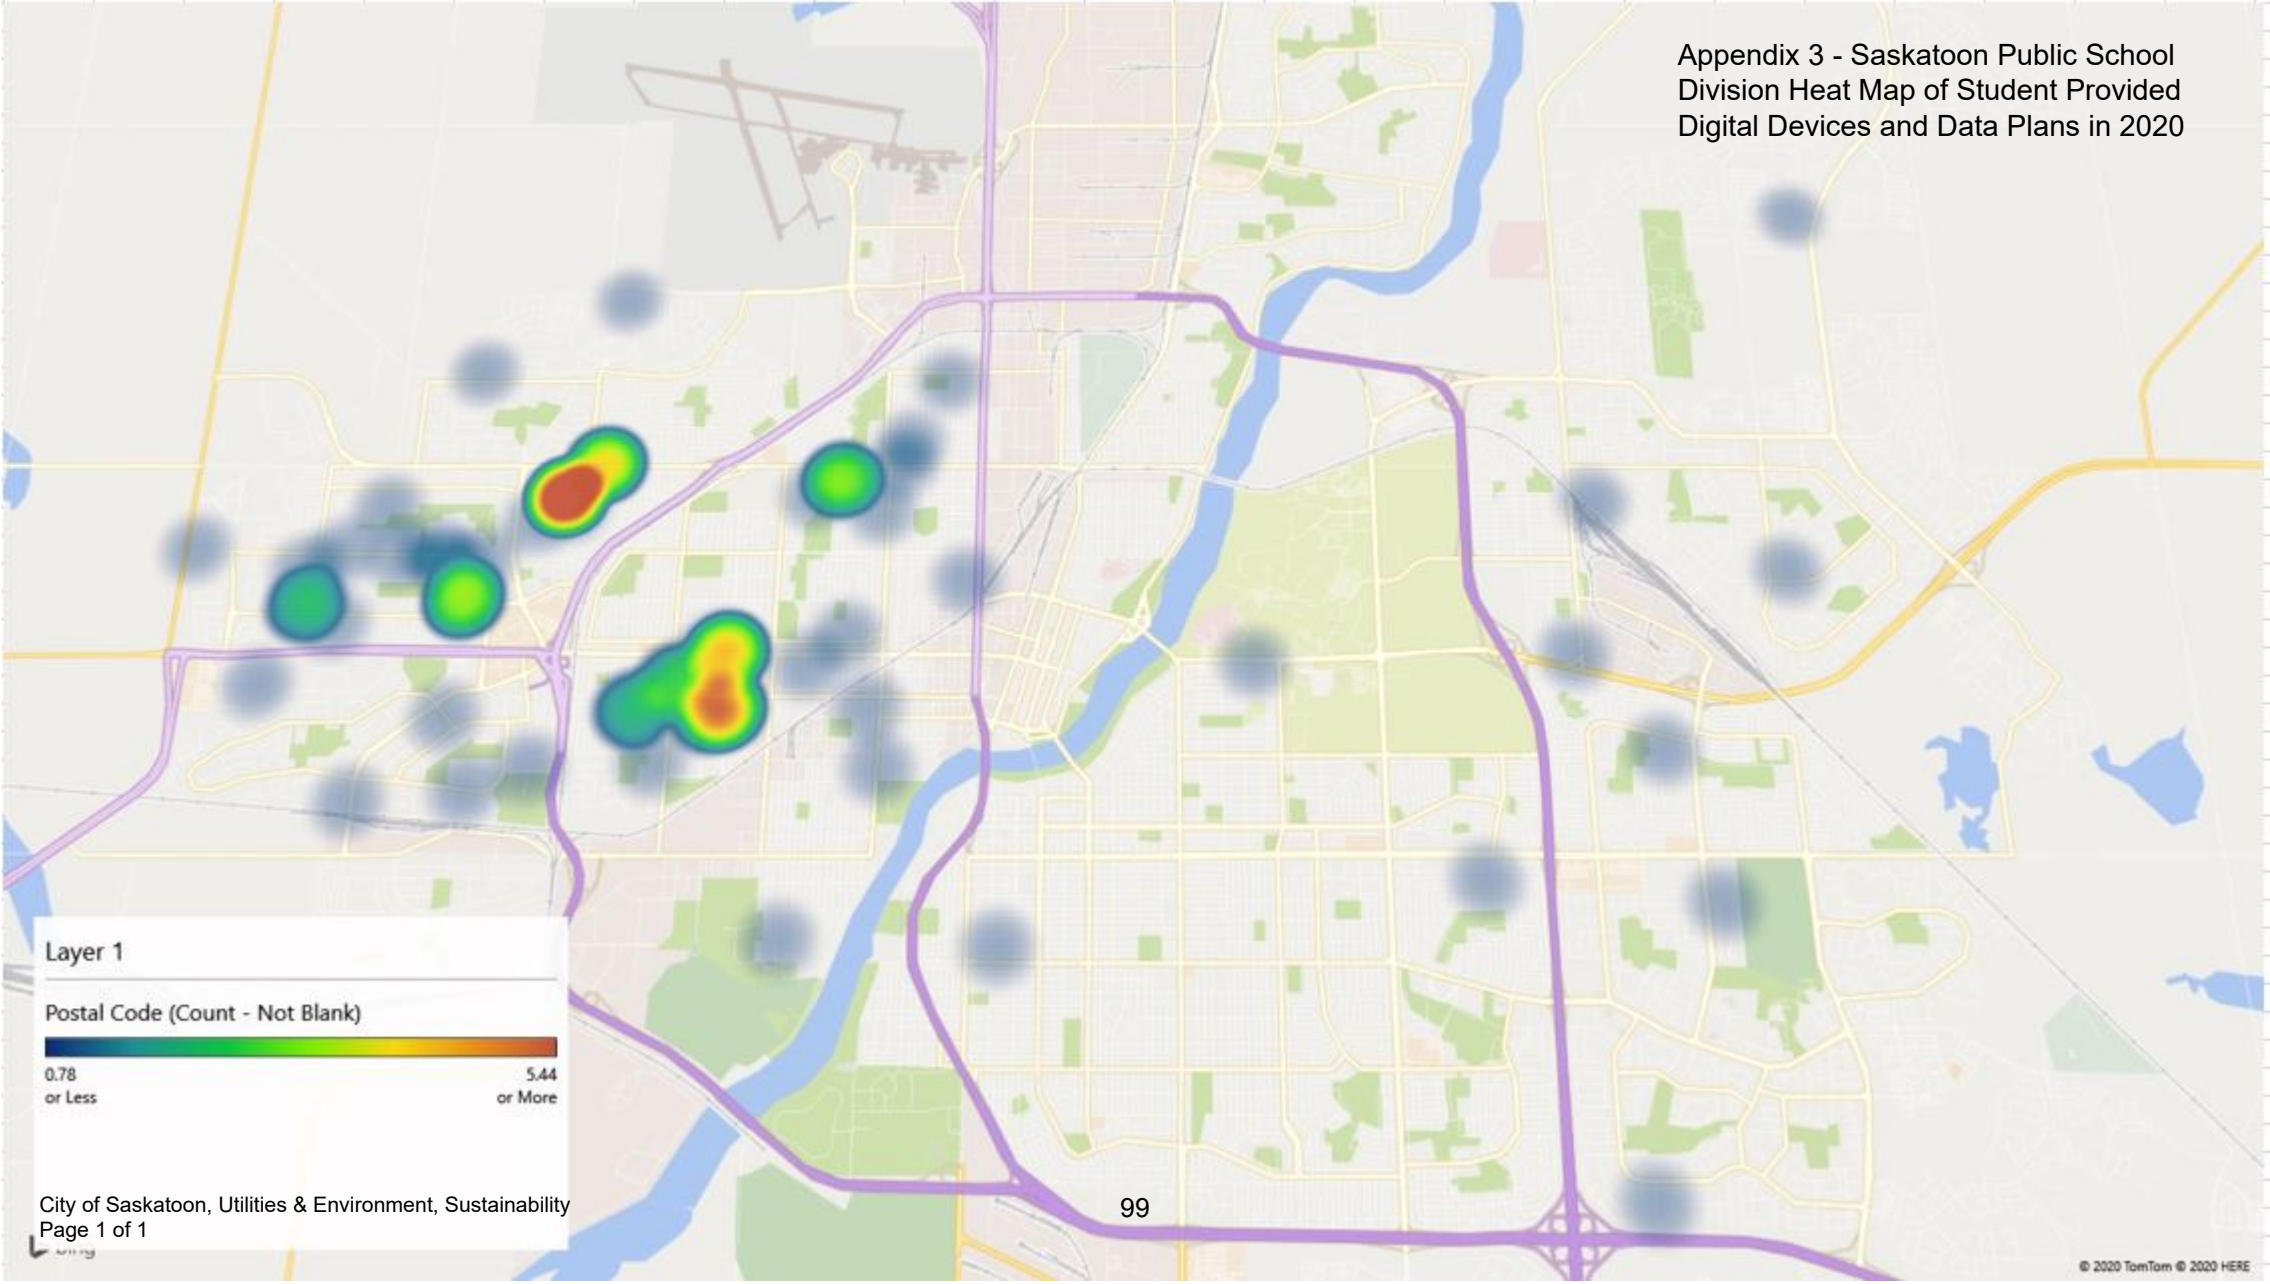 Appendix 3 - Saskatoon Public School
Division Heat Map of Student Provided
Digital Devices and Data Plans in 2020
Layer 1
Postal Code (Count - Not Blank)
0.78
or Less
5.44
or More
City of Saskatoon, Utilities & Environment, Sustainability
Page 1 of 1
99
© 2020 TomTom © 2020 HERE